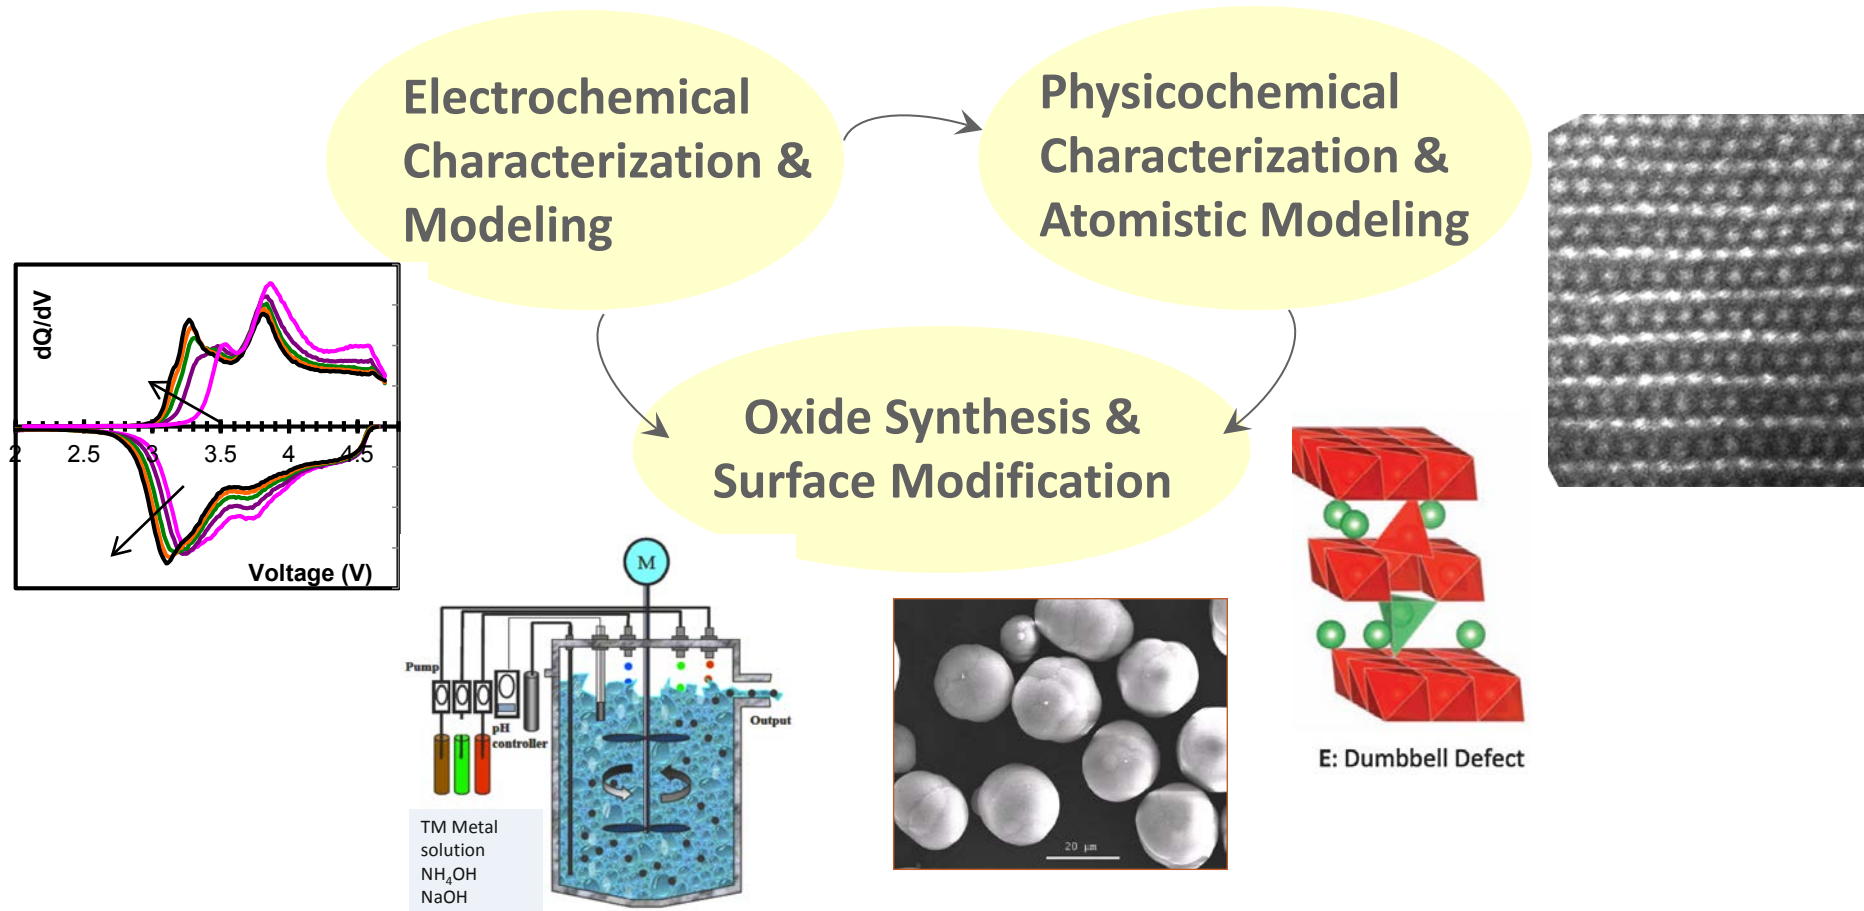 Electrochemical
Characterization &
Modeling
Physicochemical
Characterization &
Atomistic Modeling
Oxide Synthesis &
Surface Modification
dQ/dV
2 2.5 3 3.5 4 4.5
Voltage (V)
M
Pump
pH
controller
Output
TM Metal
solution
NH₄OH
NaOH
20 μm
E: Dumbbell Defect